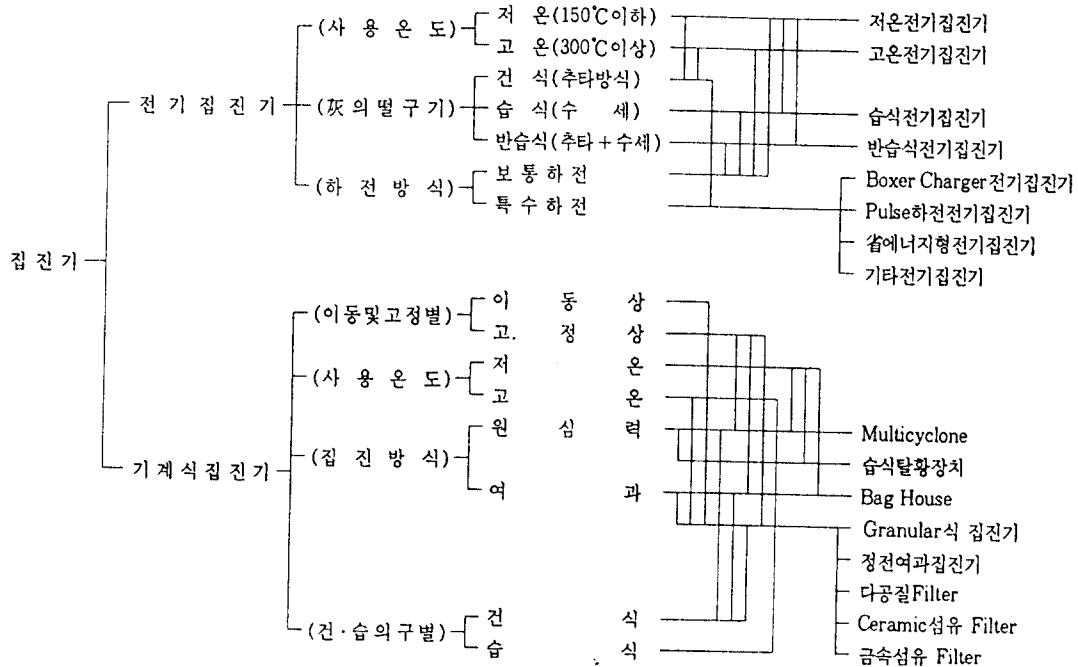 저 온(150℃이하)
저온전기집진기
(사 용 온 도)
고 온(300℃이상)
고온전기집진기
건 식(추타방식)
전 기 집 진 기
(灰의 떨구기)
습 식(수 세)
습식전기집진기
반습식(추타+수세)
반습식전기집진기
보 통 하 전
Boxer Charger전기집진기
(하 전 방 식)
특 수 하 전
Pulse하전전기집진기
省에너지형전기집진기
집 진 기
기타전기집진기
이 동 상
(이동및고정별)
고. 정 상
저 온
(사 용 온 도)
고 온
원 심 력
Multicyclone
(집 진 방 식)
기 계 식 집 진 기
습식탈황장치
여 과
Bag House
Granular식 집진기
정전여과집진기
다공질Filter
건 식
Ceramic섬유 Filter
(건·습의구별)
습 식
금속섬유 Filter